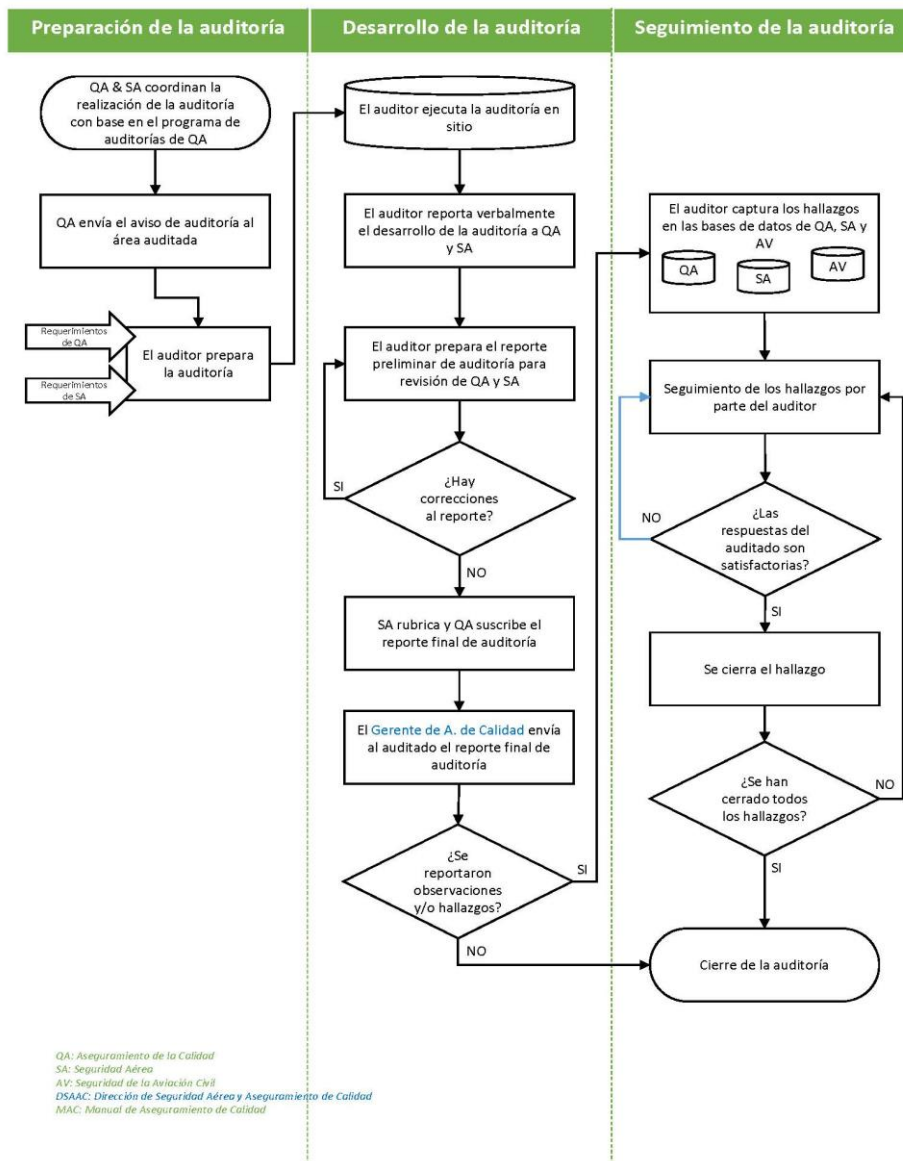 Preparación de la auditoría
Desarrollo de la auditoría
Seguimiento de la auditoría
QA & SA coordinan la
realización de la auditoría
con base en el programa de
auditorías de QA
QA envía el aviso de auditoría al
área auditada
Requerimientos
de QA
Requerimientos
de SA
El auditor prepara
la auditoría
El auditor ejecuta la auditoría en
sitio
El auditor reporta verbalmente
el desarrollo de la auditoría a QA
y SA
El auditor prepara el reporte
preliminar de auditoría para
revisión de QA y SA
¿Hay
correcciones
al reporte?
SI
NO
SA rubrica y QA suscribe el
reporte final de auditoría
El Gerente de A. de Calidad envía
al auditado el reporte final de
auditoría
¿Se
reportaron
observaciones
y/o hallazgos?
SI
NO
El auditor captura los hallazgos
en las bases de datos de QA, SA y
AV
QA
SA
AV
Seguimiento de los hallazgos por
parte del auditor
¿Las
respuestas del
auditado son
satisfactorias?
NO
SI
Se cierra el hallazgo
¿Se han
cerrado todos
los hallazgos?
NO
SI
Cierre de la auditoría
QA: Aseguramiento de la Calidad
SA: Seguridad Aérea
AV: Seguridad de la Aviación Civil
DSAAC: Dirección de Seguridad Aérea y Aseguramiento de Calidad
MAC: Manual de Aseguramiento de Calidad